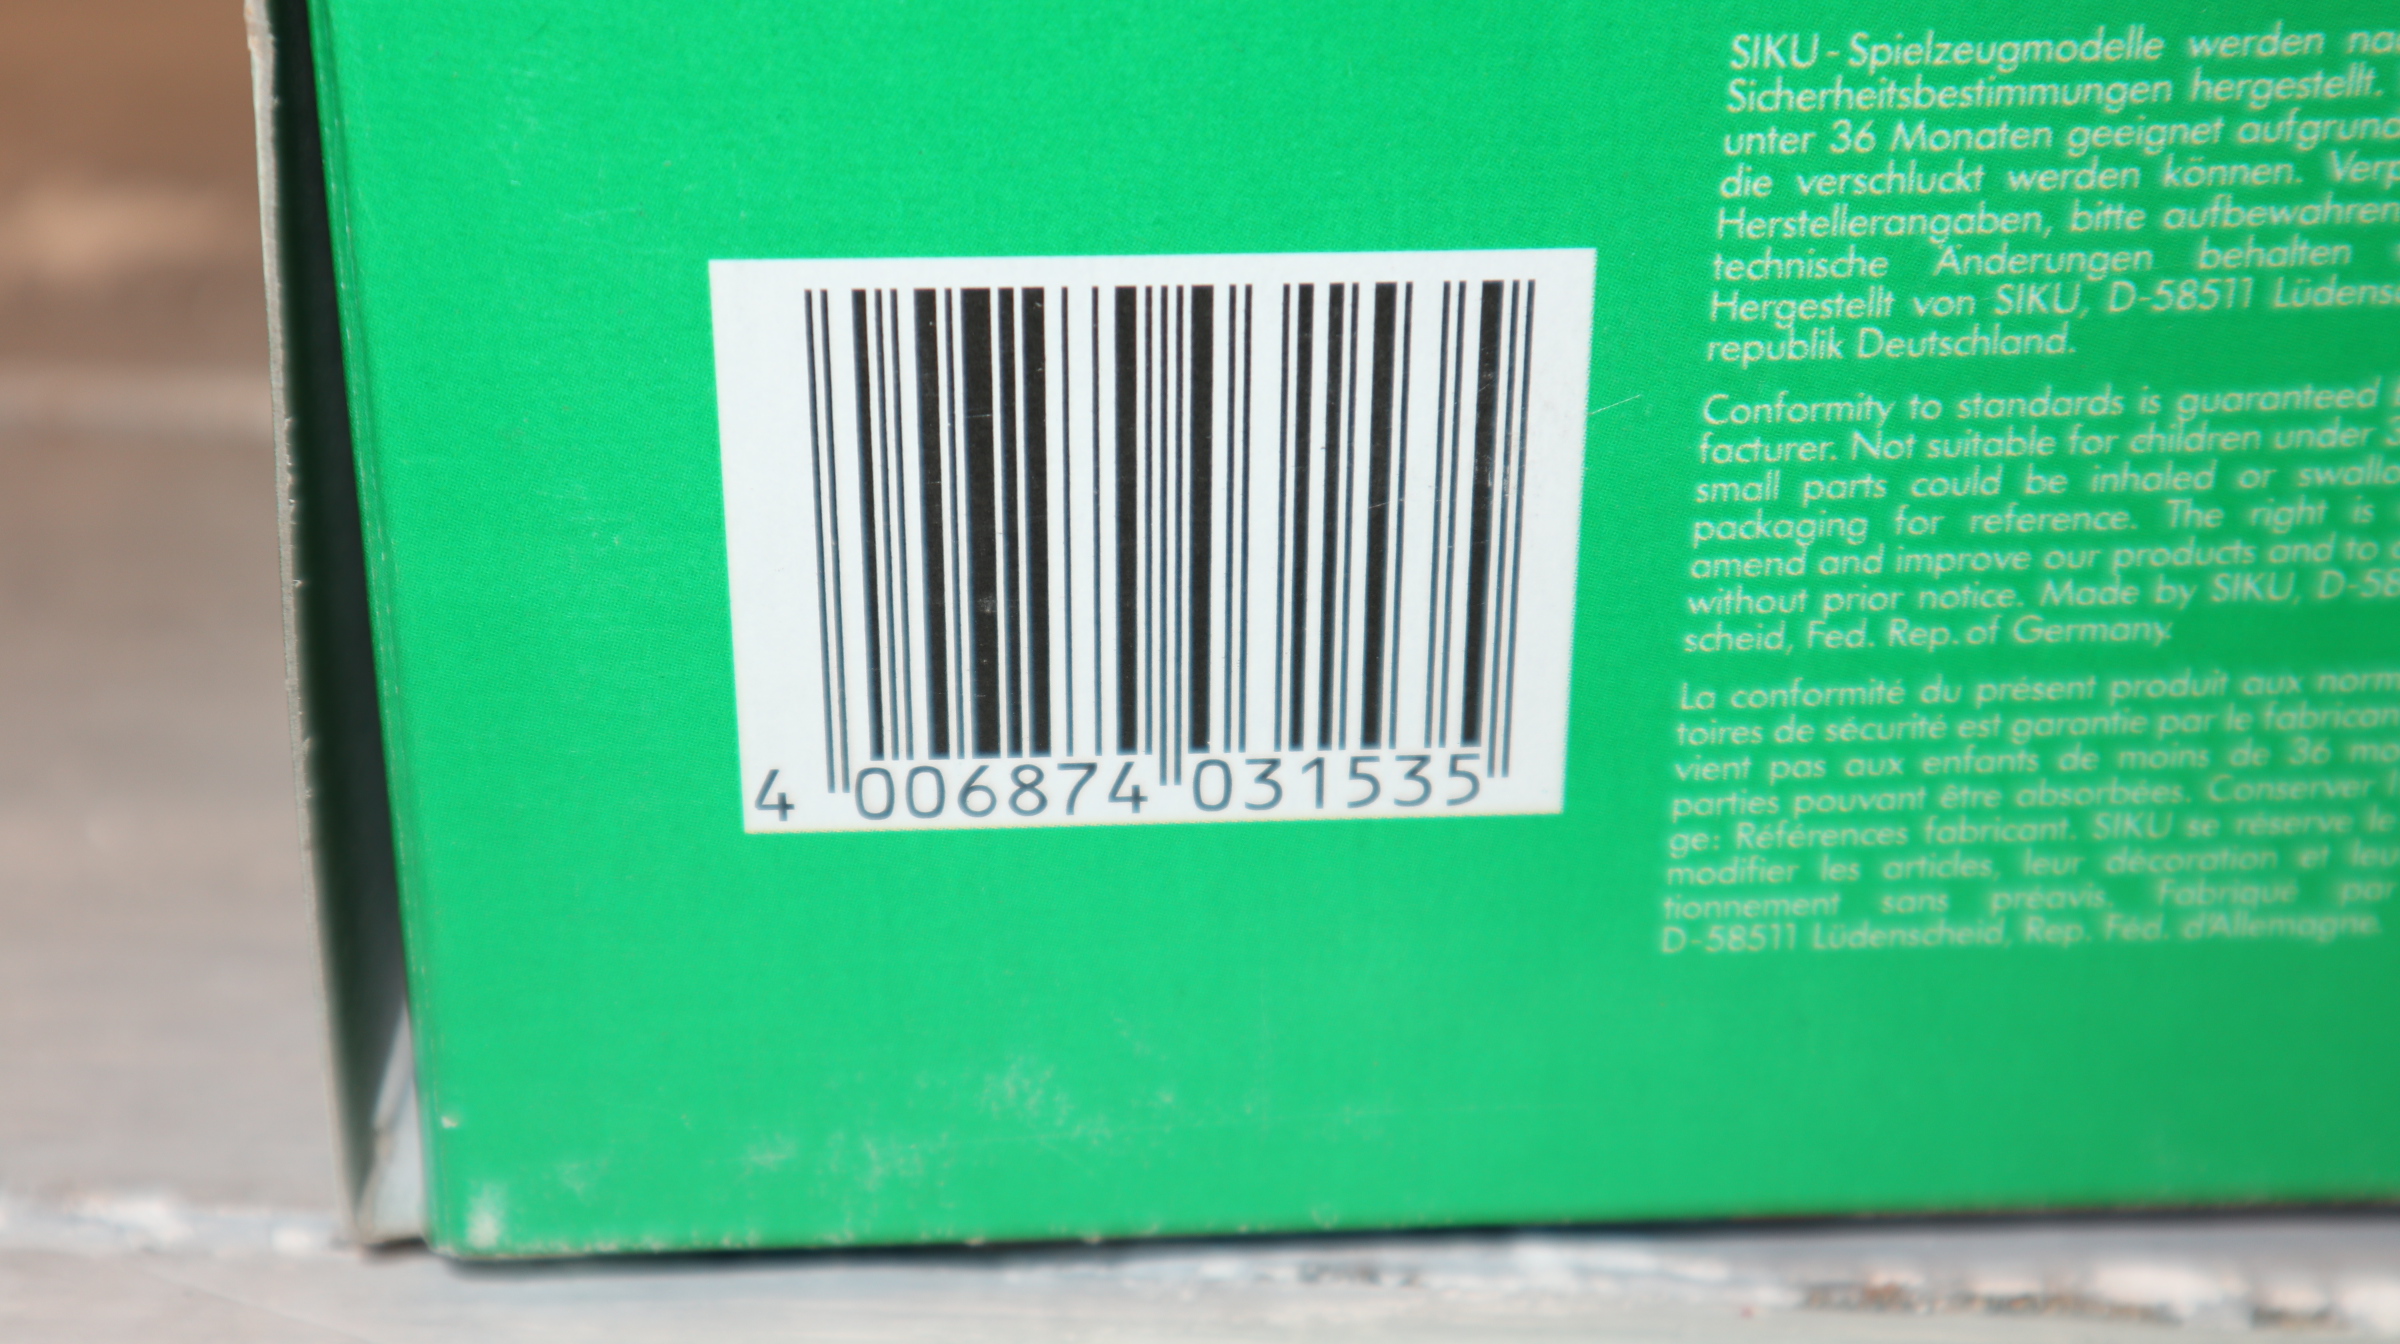 4 006874 031535
SIKU - Spielzeugmodelle werden
Sicherheitsbestimmungen hergestellt.
unter 36 Monaten geeignet aufgrund
die verschluckt werden können.
Herstellerangaben, bitte aufbewahren
technische Änderungen behalten
Hergestellt von SIKU, D-58511
republik Deutschland.
Conformity to standards is guaranteed
facturer. Not suitable for children under
small parts could be inhaled or
packaging for reference. The right is
amend and improve our products and to
without prior notice. Made by SIKU, D-58
scheid, Fed. Rep. of Germany.
La conformité du présent produit aux
toires de sécurité est garantie par le
vient pas aux enfants de moins de 36
parties pouvant être absorbées. Conserver
ge: Références fabricant. SIKU se réserve le
modifier les articles, leur décoration et
tionnement sans préavis. Fabriqué par
D-58511 Lüdenscheid, Rep. Féd. d'Allemagne.